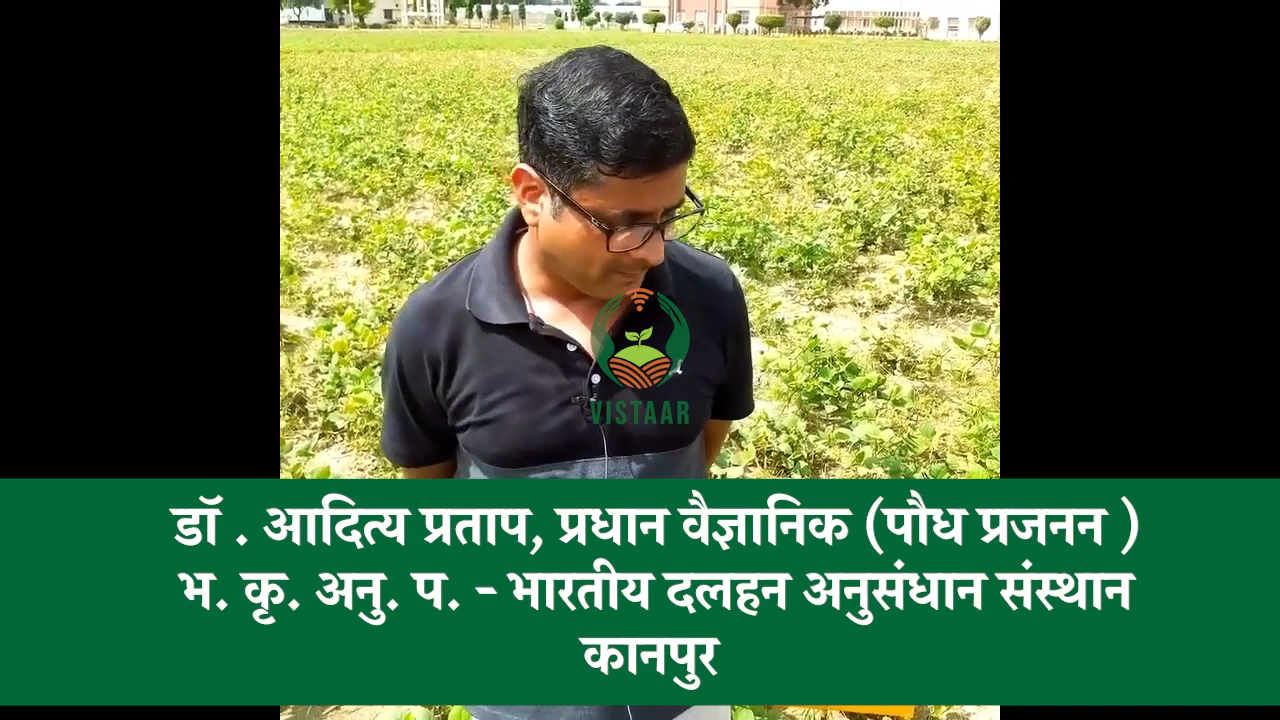 VISTAAR
डॉ . आदित्य प्रताप, प्रधान वैज्ञानिक (पौध प्रजनन )
भ. कृ. अनु. प. - भारतीय दलहन अनुसंधान संस्थान
कानपुर